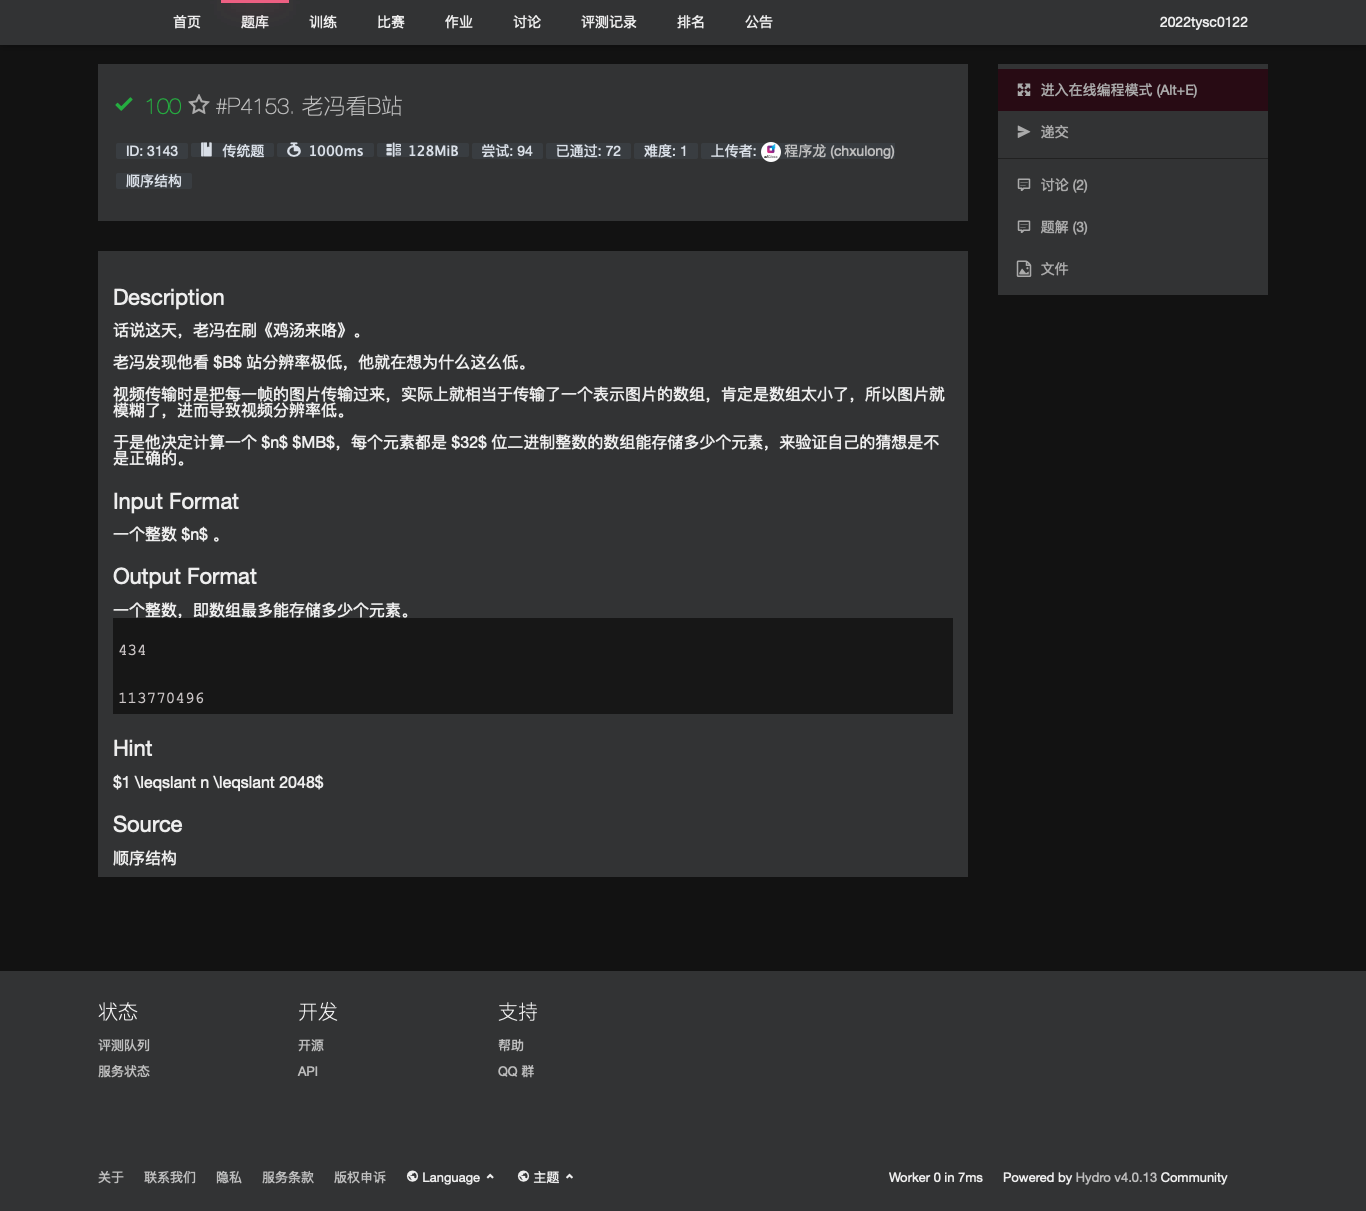 首页 题库 训练 比赛 作业 讨论 评测记录 排名 公告 2022tysc0122
100 #P4153. 老冯看B站
ID: 3143 传统题 1000ms 128MiB 尝试: 94 已通过: 72 难度: 1 上传者: 程序龙 (chxulong)
顺序结构
进入在线编程模式 (Alt+E)
递交
讨论 (2)
题解 (3)
文件
Description
话说这天，老冯在刷《鸡汤来咯》。
老冯发现他看 $B$ 站分辨率极低，他就在想为什么这么低。
视频传输时是把每一帧的图片传输过来，实际上就相当于传输了一个表示图片的数组，肯定是数组太小了，所以图片就
模糊了，进而导致视频分辨率低。
于是他决定计算一个 $n$ $MB$，每个元素都是 $32$ 位二进制整数的数组能存储多少个元素，来验证自己的猜想是不
是正确的。
Input Format
一个整数 $n$ 。
Output Format
一个整数，即数组最多能存储多少个元素。
434
113770496
Hint
$1 \leqslant n \leqslant 2048$
Source
顺序结构
状态 开发 支持
评测队列 开源 帮助
服务状态 API QQ 群
关于 联系我们 隐私 服务条款 版权申诉 Language 主题 Worker 0 in 7ms Powered by Hydro v4.0.13 Community